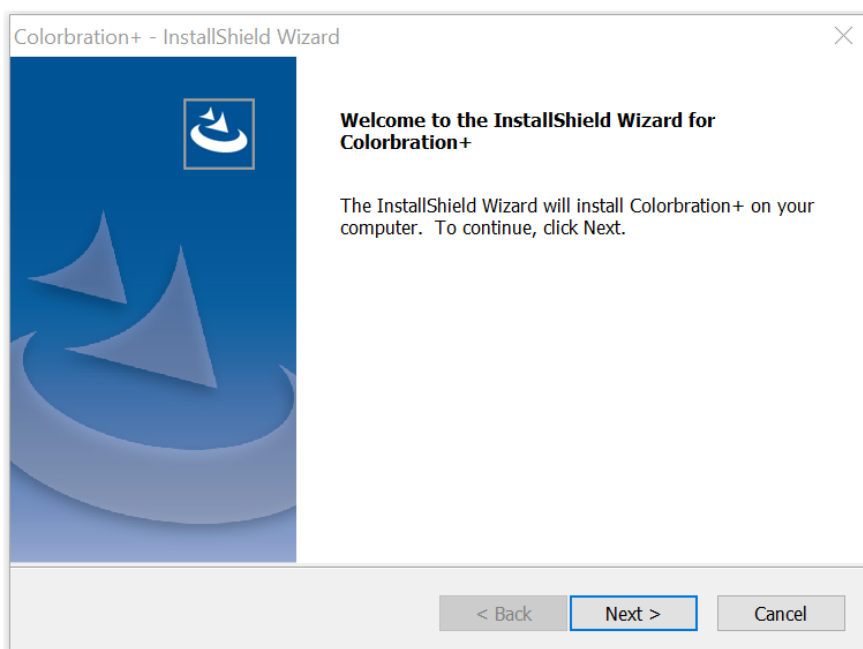 Colorbration+ - InstallShield Wizard
Welcome to the InstallShield Wizard for
Colorbration+
The InstallShield Wizard will install Colorbration+ on your
computer.  To continue, click Next.
< Back
Next >
Cancel